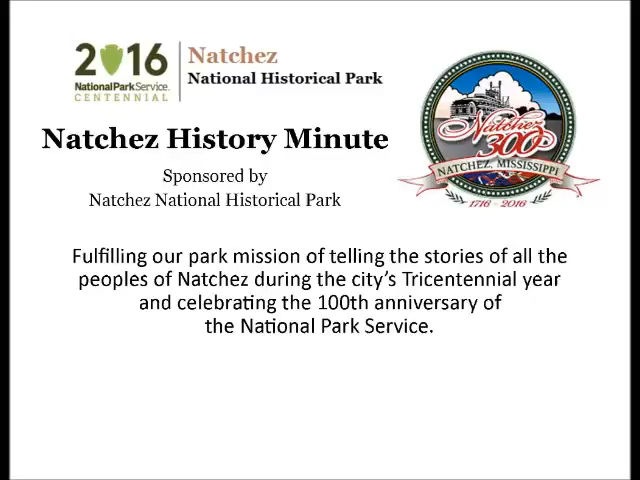 2016
National Park Service
CENTENNIAL
Natchez
National Historical Park
Natchez History Minute
Sponsored by
Natchez National Historical Park
Natchez
300
NATCHEZ, MISSISSIPPI
1716 - 2016
Fulfilling our park mission of telling the stories of all the
peoples of Natchez during the city's Tricentennial year
and celebrating the 100th anniversary of
the National Park Service.